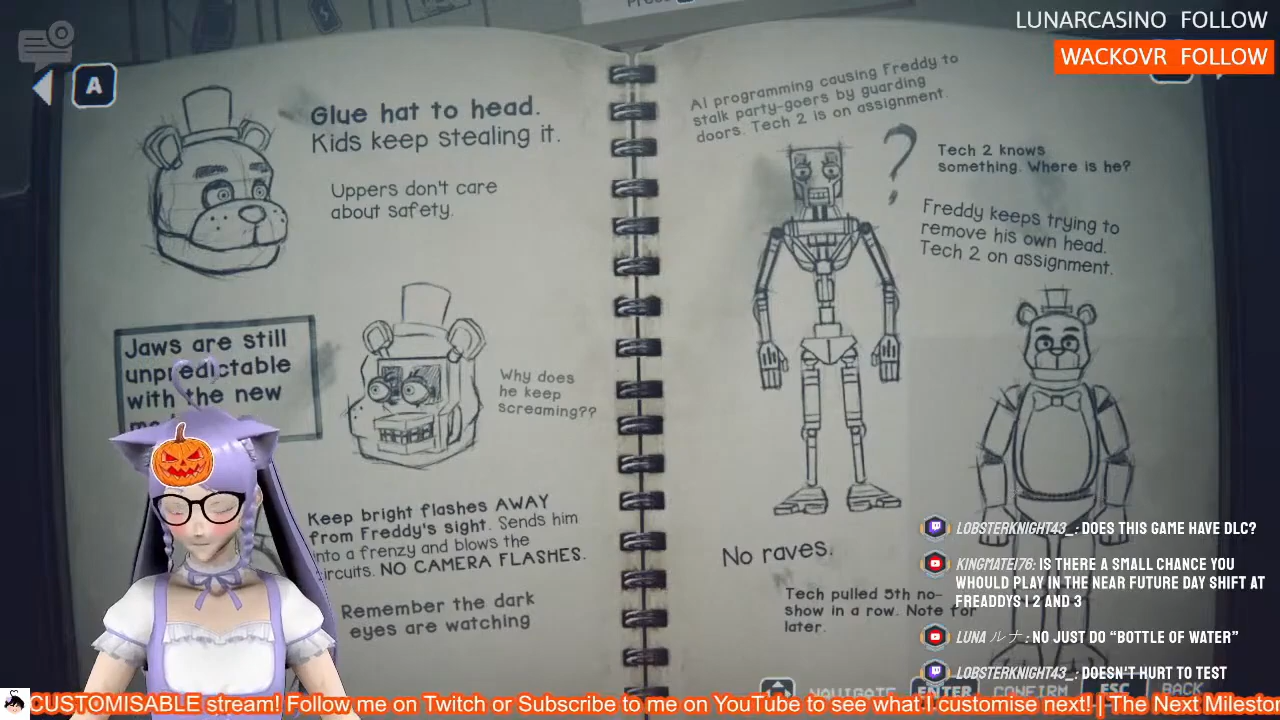 LUNARCASINO FOLLOW
WACKOVR FOLLOW
A
Glue hat to head.
Kids keep stealing it.
Uppers don't care
about safety.
Jaws are still
unpredictable
with the new
Why does
he keep
screaming??
Keep bright flashes AWAY
from Freddy's sight. Sends him
into a frenzy and blows the
circuits. NO CAMERA FLASHES.
Remember the dark
eyes are watching
AI programming causing Freddy to
stalk party-goers by guarding
doors. Tech 2 is on assignment.
?
Tech 2 knows
something. Where is he?
Freddy keeps trying to
remove his own head.
Tech 2 on assignment.
No raves.
Tech pulled 5th no-
show in a row. Note for
later.
LOBSTERKNIGHT43_: DOES THIS GAME HAVE DLC?
KINGMATEI76: IS THERE A SMALL CHANCE YOU
WHOULD PLAY IN THE NEAR FUTURE DAY SHIFT AT
FREADDYS 1 2 AND 3
LUNA ルナ: NO JUST DO “BOTTLE OF WATER”
LOBSTERKNIGHT43_: DOESN'T HURT TO TEST
NAVIGATE ENTER CONFIRM ESC BACK
CUSTOMISABLE stream! Follow me on Twitch or Subscribe to me on YouTube to see what I customise next! | The Next